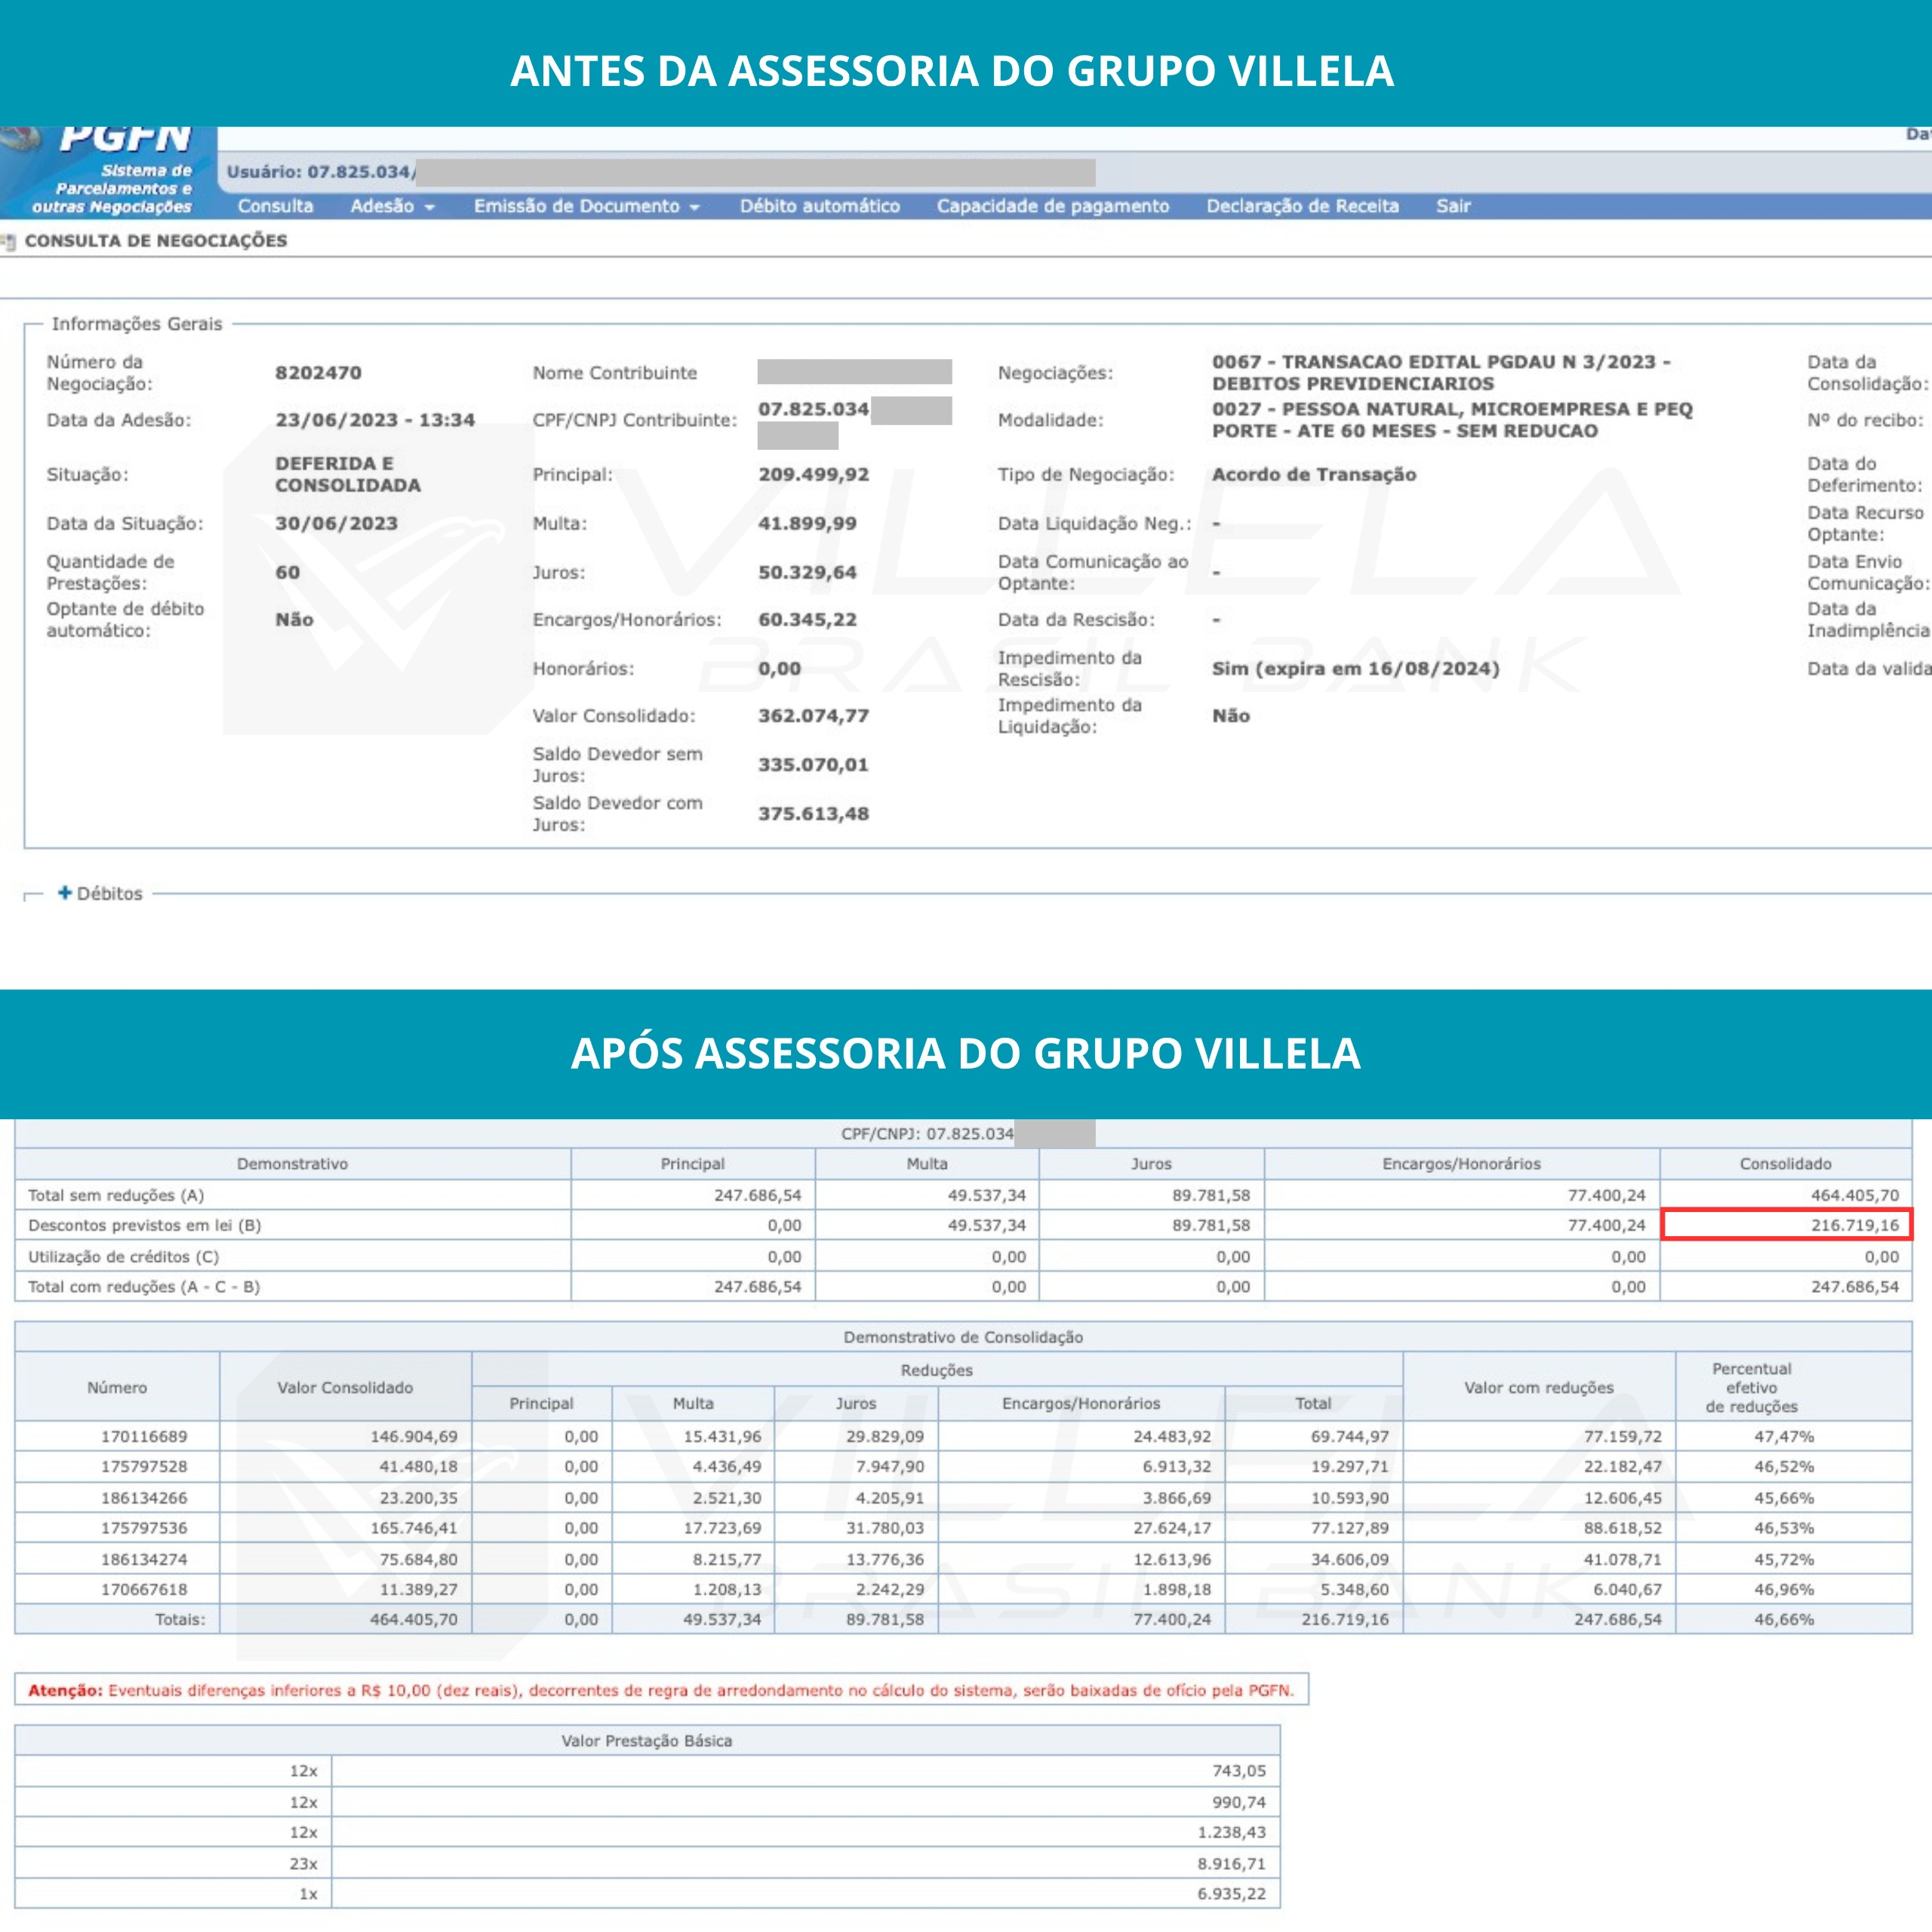 ANTES DA ASSESSORIA DO GRUPO VILLELA
PGFN
Sistema de
Parcelamentos e
outras Negociações
Usuário: 07.825.034/
Consulta Adesão Emissão de Documento Débito automático Capacidade de pagamento Declaração de Receita Sair
CONSULTA DE NEGOCIAÇÕES
Informações Gerais
Número da Negociação: 8202470 Nome Contribuinte Negociações: 0067 - TRANSACAO EDITAL PGDAU N 3/2023 - DEBITOS PREVIDENCIARIOS Data da Consolidação:
Data da Adesão: 23/06/2023 - 13:34 CPF/CNPJ Contribuinte: 07.825.034 Modalidade: 0027 - PESSOA NATURAL, MICROEMPRESA E PEQ PORTE - ATE 60 MESES - SEM REDUCAO Nº do recibo:
Situação: DEFERIDA E CONSOLIDADA Principal: 209.499,92 Tipo de Negociação: Acordo de Transação Data do Deferimento:
Data da Situação: 30/06/2023 Multa: 41.899,99 Data Liquidação Neg.: - Data Recurso Optante:
Quantidade de Prestações: 60 Juros: 50.329,64 Data Comunicação ao Optante: - Data Envio Comunicação:
Optante de débito automático: Não Encargos/Honorários: 60.345,22 Data da Rescisão: - Data da Inadimplência
Honorários: 0,00 Impedimento da Rescisão: Sim (expira em 16/08/2024) Data da valida
Valor Consolidado: 362.074,77 Impedimento da Liquidação: Não
Saldo Devedor sem Juros: 335.070,01
Saldo Devedor com Juros: 375.613,48
VILLELA
BRASIL BANK
Débitos
APÓS ASSESSORIA DO GRUPO VILLELA
CPF/CNPJ: 07.825.034
Demonstrativo Principal Multa Juros Encargos/Honorários Consolidado
Total sem reduções (A) 247.686,54 49.537,34 89.781,58 77.400,24 464.405,70
Descontos previstos em lei (B) 0,00 49.537,34 89.781,58 77.400,24 216.719,16
Utilização de créditos (C) 0,00 0,00 0,00 0,00 0,00
Total com reduções (A - C - B) 247.686,54 0,00 0,00 0,00 247.686,54
Demonstrativo de Consolidação
Número Valor Consolidado Reduções Valor com reduções Percentual efetivo de reduções
Principal Multa Juros Encargos/Honorários Total
170116689 146.904,69 0,00 15.431,96 29.829,09 24.483,92 69.744,97 77.159,72 47,47%
175797528 41.480,18 0,00 4.436,49 7.947,90 6.913,32 19.297,71 22.182,47 46,52%
186134266 23.200,35 0,00 2.521,30 4.205,91 3.866,69 10.593,90 12.606,45 45,66%
175797536 165.746,41 0,00 17.723,69 31.780,03 27.624,17 77.127,89 88.618,52 46,53%
186134274 75.684,80 0,00 8.215,77 13.776,36 12.613,96 34.606,09 41.078,71 45,72%
170667618 11.389,27 0,00 1.208,13 2.242,29 1.898,18 5.348,60 6.040,67 46,96%
Totais: 464.405,70 0,00 49.537,34 89.781,58 77.400,24 216.719,16 247.686,54 46,66%
VILLELA
BRASIL BANK
Atenção: Eventuais diferenças inferiores a R$ 10,00 (dez reais), decorrentes de regra de arredondamento no cálculo do sistema, serão baixadas de ofício pela PGFN.
Valor Prestação Básica
12x 743,05
12x 990,74
12x 1.238,43
23x 8.916,71
1x 6.935,22